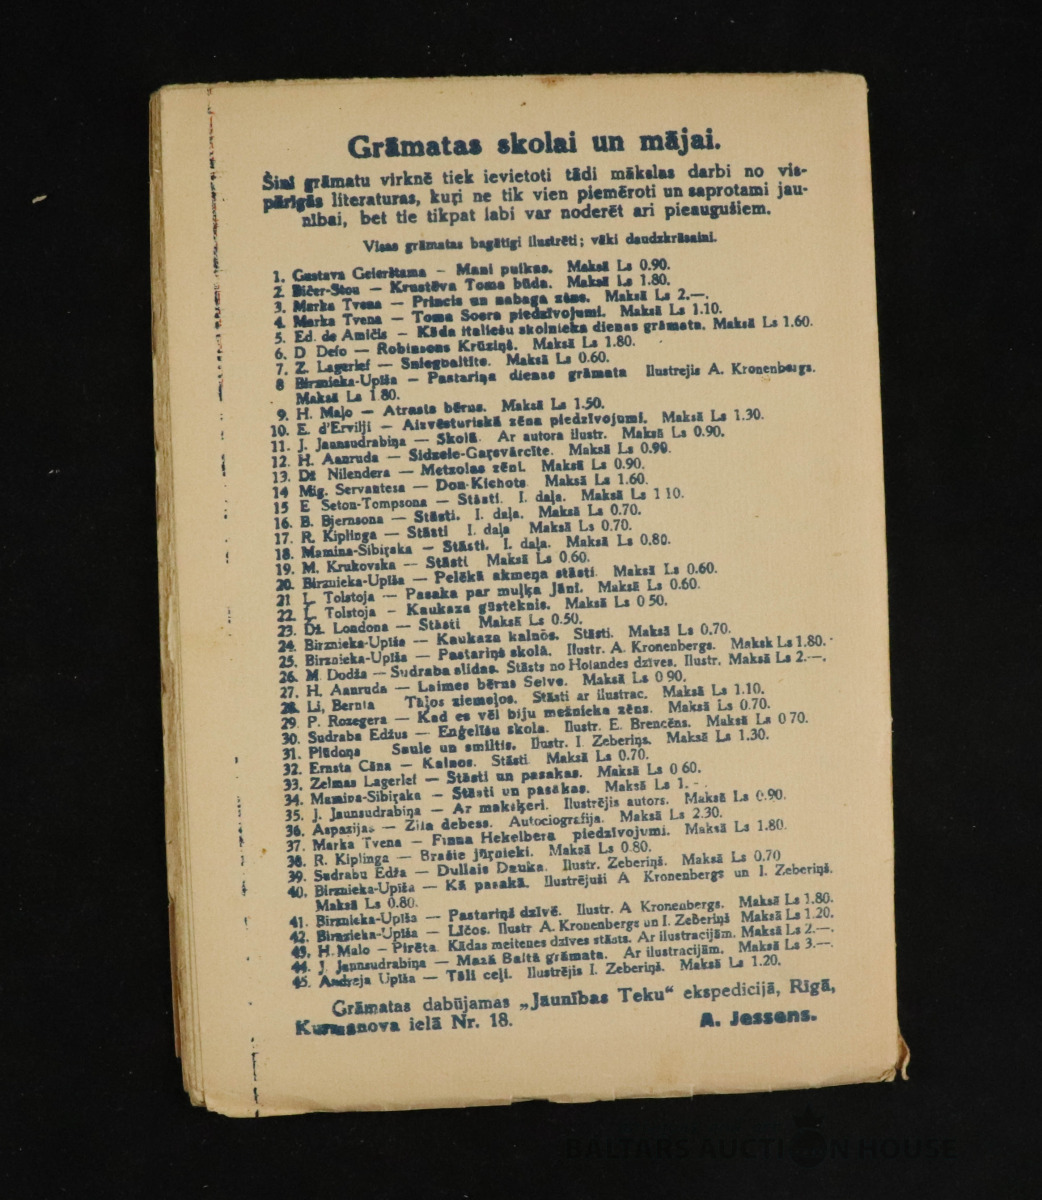 Grāmatas skolai un mājai.
Šini grāmatu virknē tiek ievietoti tādi mākslas darbi no vis-
pārīgās literaturas, kuŗi ne tik vien piemēroti un saprotami jau-
nībai, bet tie tikpat labi var noderēt ari pieaugušiem.
Visas grāmatas bagātīgi ilustrēti; vāki daudzkrāsaini.
1. Gustava Geierštama — Mani puikas. Maksā Ls 0.90.
2. Bičer-Stou — Krustēva Toma būda. Maksā Ls 1.80.
3. Marka Tvena — Princis un nabaga zēns. Maksā Ls 2.—.
4. Marka Tvena — Toma Soera piedzīvojumi. Maksā Ls 1.10.
5. Ed. de Amičis — Kāda italiešu skolnieka dienas grāmata. Maksā Ls 1.60.
6. D Defo — Robinsons Krūziņš. Maksā Ls 1.80.
7. Z. Lagerlef — Sniegbaltīte. Maksā Ls 0.60.
8 Birznieka-Upīša — Pastariņa dienas grāmata Ilustrejis A. Kronenbergs.
Maksā Ls 1 80.
9. H. Malo — Atrasts bērns. Maksā Ls 1.50.
10. E. d'Ervilji — Aizvēsturiskā zēna piedzīvojumi. Maksā Ls 1.30.
11. J. Jaunsudrabiņa — Skolā. Ar autora ilustr. Maksā Ls 0.90.
12. H. Aanruda — Sidzele-Gaŗsvārcīte. Maksā Ls 0.90.
13. Dž Nilendera — Metzolas zēni. Maksā Ls 0.90.
14 Mig. Servantesa — Don-Kichots Maksā Ls 1.60.
15 E Seton-Tompsona — Stāsti. I. daļa. Maksā Ls 1 10.
16. B. Bjernsona — Stāsti. I. daļa. Maksā Ls 0.70.
17. R. Kiplinga — Stāsti I. daļa Maksā Ls 0.70.
18. Mamina-Sibiŗaka — Stāsti. I. daļa. Maksā Ls 0.80.
19. M. Krukovska — Stāsti Maksā Ls 0.60.
20. Birznieka-Upīša — Pelēkā akmeņa stāsti. Maksā Ls 0.60.
21 Ļ. Tolstoja — Pasaka par muļķa Jāni. Maksā Ls 0.60.
22. Ļ Tolstoja - Kaukaza gūsteknis. Maksā Ls 0 50.
23. Dž. Londona — Stāsti Maksā Ls 0.50.
24. Birznieka-Upīša — Kaukaza kalnōs. Stāsti. Maksā Ls 0.70.
25. Birznieka-Upīša — Pastariņš skolā. Ilustr. A. Kronenbergs. Maksk Ls 1.80.
26. M. Dodža — Sudraba slidas. Stāsts no Holandes dzīves. Ilustr. Maksā Ls 2.—.
27. H. Aanruda — Laimes bērns Selve. Maksā Ls 0 90.
28. Li, Bernta Tāļos ziemeļos. Stāsti ar ilustrac. Maksā Ls 1.10.
29. P. Rozegera — Kad es vēl biju mežnieka zēns. Maksā Ls 0.70.
30. Sudraba Edžus — Eņģelīšu skola. Ilustr. E. Brencēns. Maksā Ls 0 70.
31. Plūdoņa Saule un smiltis. Ilustr. I. Zeberiņš. Maksā Ls 1.30.
32. Ernsta Cāna — Kalnos. Stāsti Maksā Ls 0.70.
33. Zelmas Lagerlef — Stāsti un pasakas. Maksā Ls 0 60.
34. Mamina-Sibiŗaka — Stāsti un pasakas. Maksā Ls 1.
35. J. Jaunsudrabiņa — Ar makšķeri. Ilustrējis autors. Maksā Ls 0.90.
36. Aspazijas — Zila debess. Autociografija. Maksā Ls 2.30.
37. Marka Tvena — Finna Hekelbera piedzīvojumi. Maksā Ls 1.80.
38. R. Kiplinga — Brašie jūrnieki. Maksā Ls 0.80.
39. Sudrabu Edža — Dullais Dauka. Ilustr. Zeberiņš. Maksā Ls 0.70
40. Birznieka-Upīša — Kā pasakā. Ilustrējuši A Kronenbergs un I. Zeberiņš.
Maksā Ls 0.80.
41. Birznieka-Upīša — Pastariņš dzīvē. Ilustr. A Kronenbergs. Maksā Ls 1.80.
42. Birznieka-Upīša — Līčos. Ilustr A. Kronenbergs un I. Zeberiņš Maksā Ls 1.20.
43. H. Malo — Pirēta. Kādas meitenes dzīves stāsts. Ar ilustracijām. Maksā Ls 2.—.
44. J. Jaunsudrabiņa — Mazā Baltā grāmata. Ar ilustracijām. Maksā Ls 3.—.
45. Andreja Upīša — Tāli ceļi. Ilustrējis I. Zeberiņš. Maksā Ls 1.20.
Grāmatas dabūjamas „Jaunības Teku“ ekspedicijā, Rīgā,
Kurmanova ielā Nr. 18. A. Jessens.
BALTARS AUCTION HOUSE